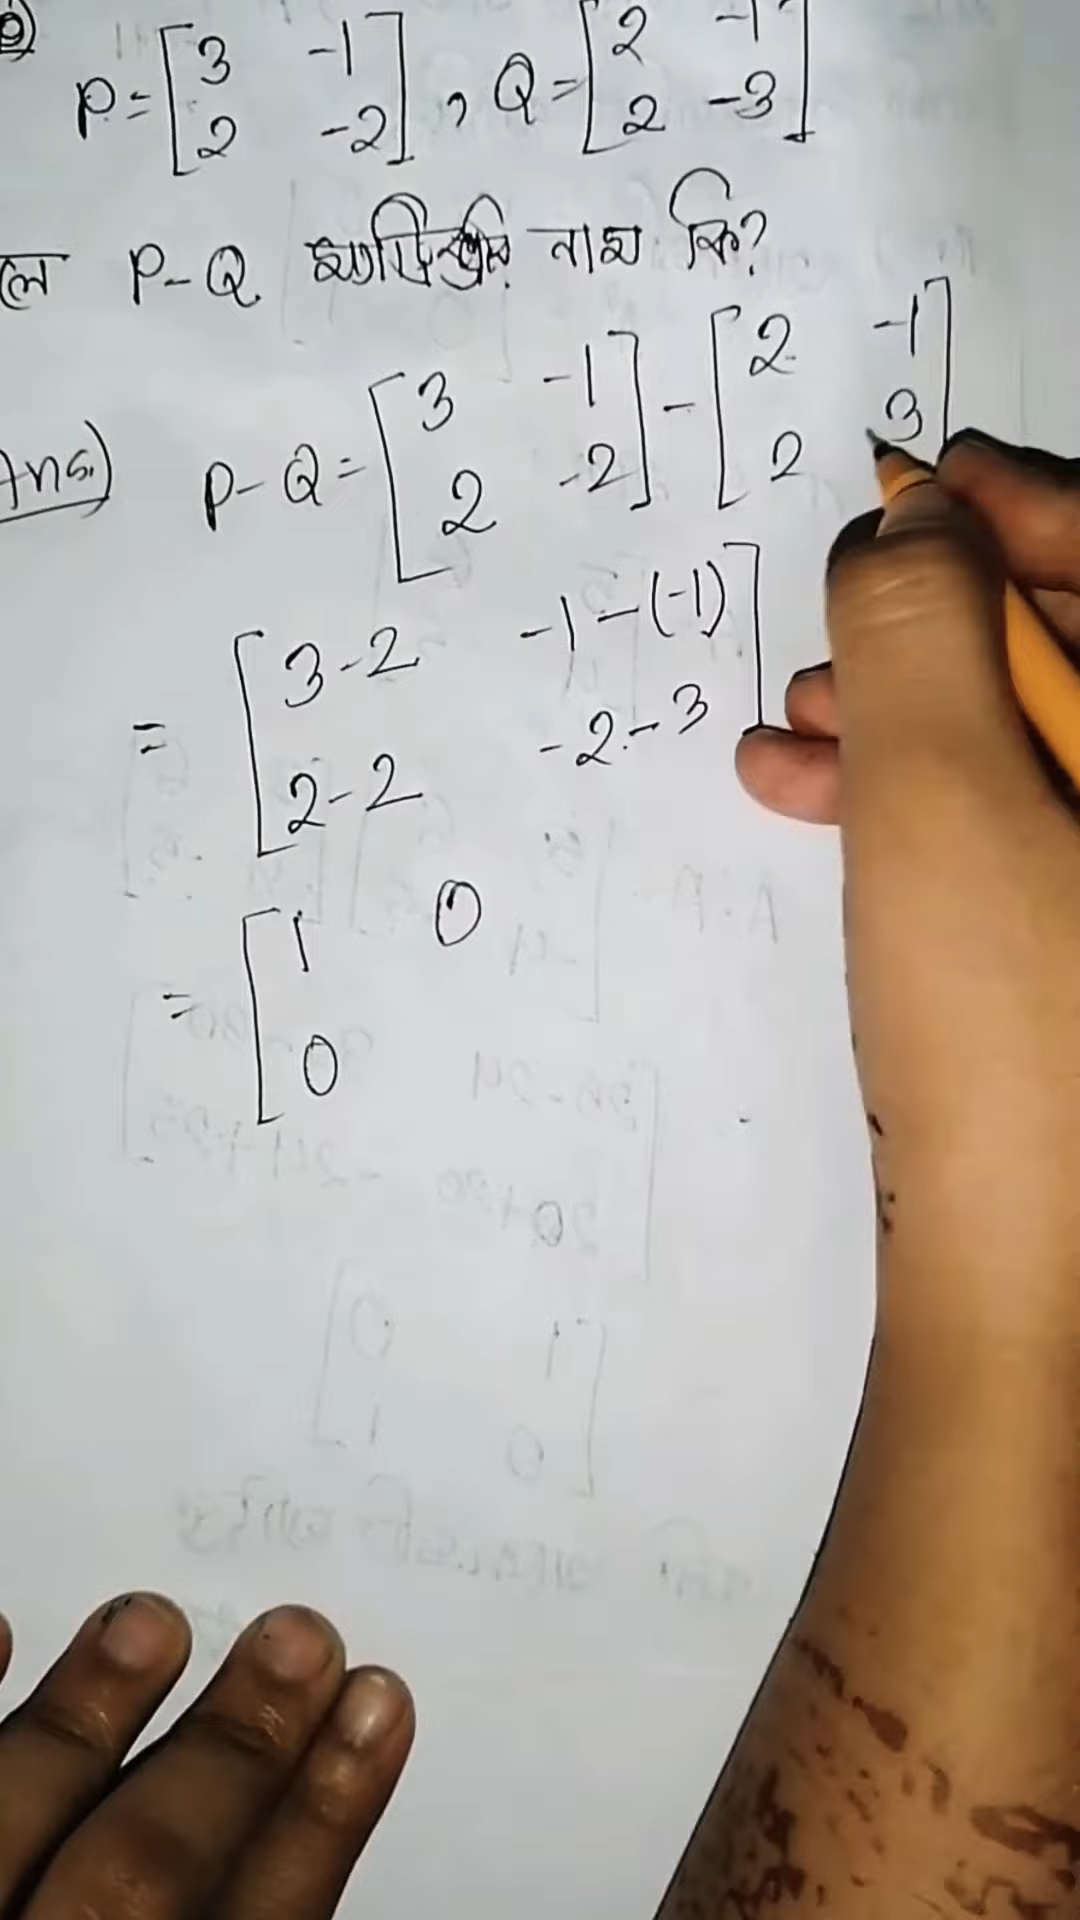 P = [3 -1
2 -2] , Q = [2 -1
2 -3]
লে P-Q নাম কি?
Ans.) P-Q = [3 -1
2 -2] - [2 -1
2 3]
= [3-2 -1-(-1)
2-2 -2-3]
= [1 0
0